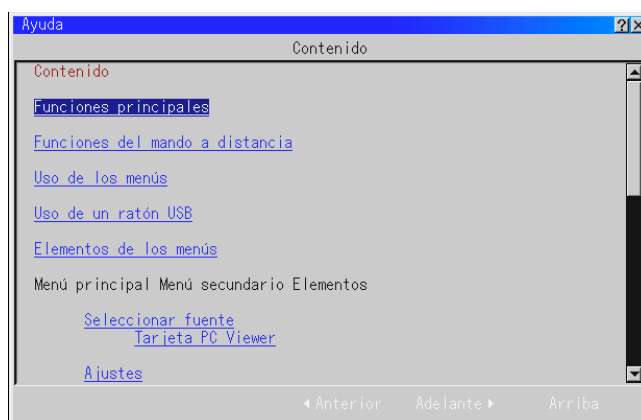 Ayuda
Contenido
Contenido
Funciones principales
Funciones del mando a distancia
Uso de los menús
Uso de un ratón USB
Elementos de los menús
Menú principal Menú secundario Elementos
Seleccionar fuente
Tarjeta PC Viewer
Ajustes
Anterior Adelante Arriba